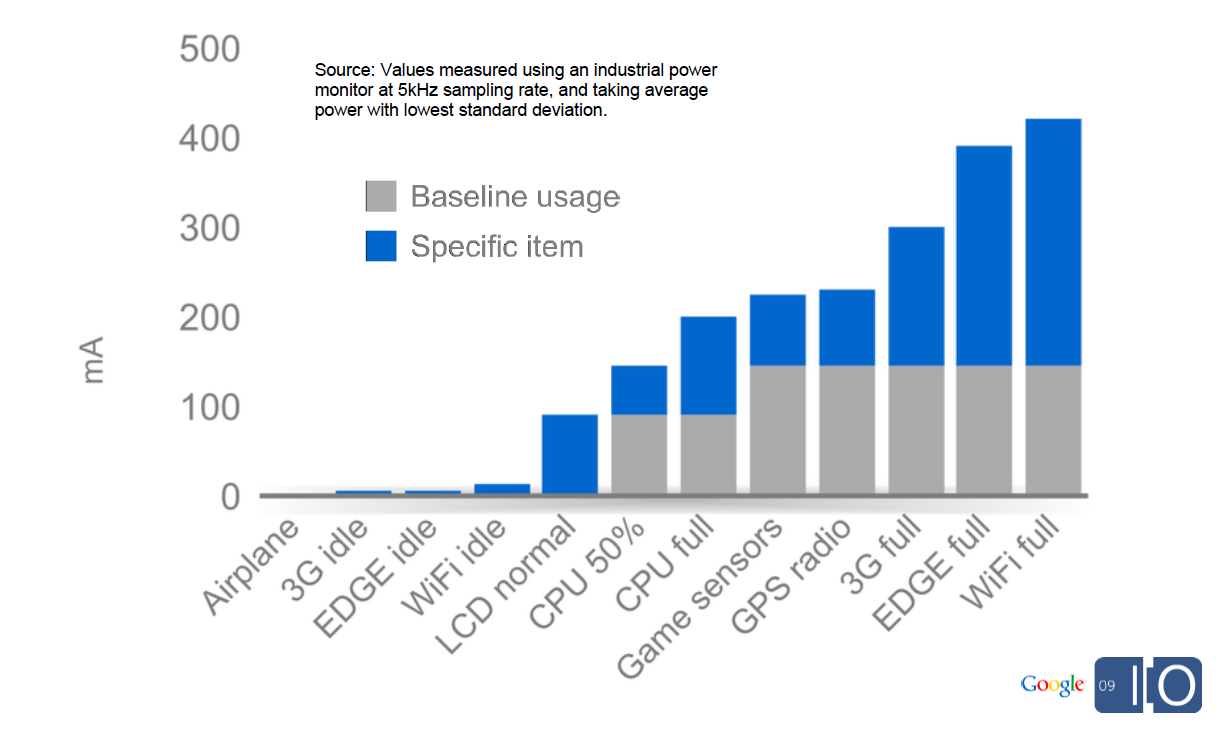 500
Source: Values measured using an industrial power
monitor at 5kHz sampling rate, and taking average
power with lowest standard deviation.
400
Baseline usage
300
Specific item
200
mA
100
0
Airplane
3G idle
EDGE idle
WiFi idle
LCD normal
CPU 50%
CPU full
Game sensors
GPS radio
3G full
EDGE full
WiFi full
Google 09 IO